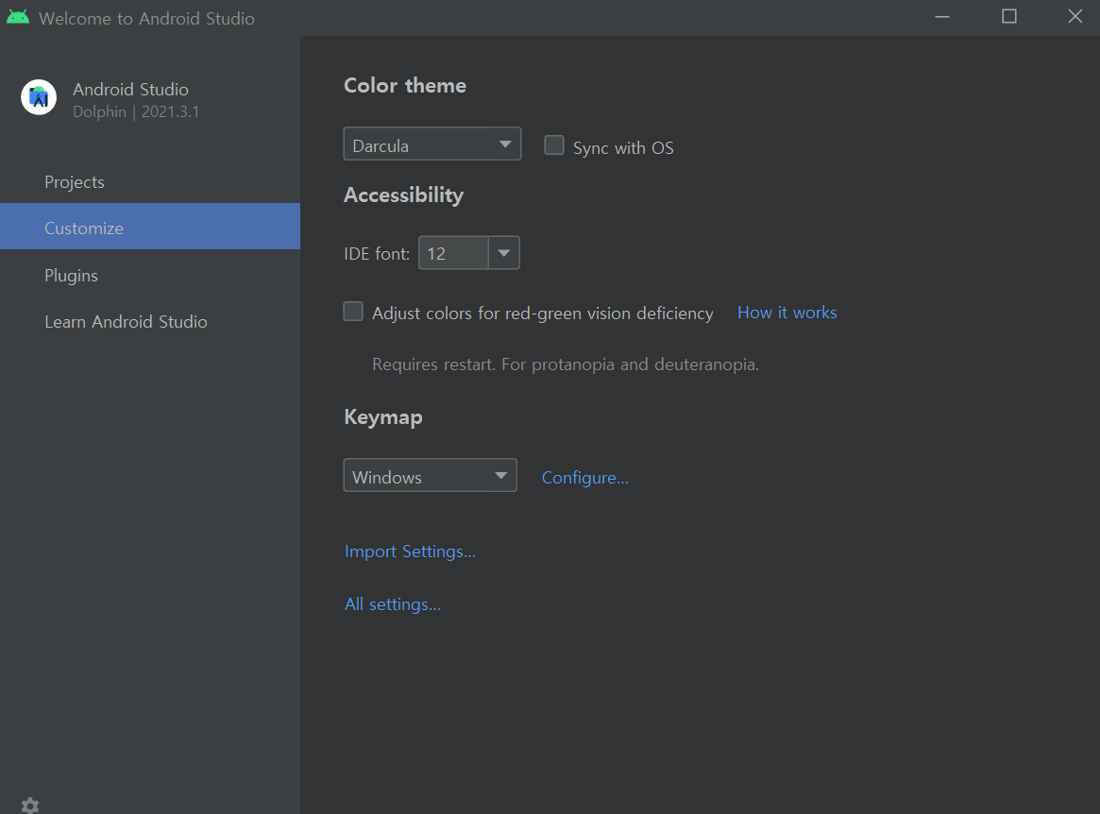 Welcome to Android Studio
Android Studio
Dolphin | 2021.3.1
Projects
Customize
Plugins
Learn Android Studio
Color theme
Darcula
Sync with OS
Accessibility
IDE font: 12
Adjust colors for red-green vision deficiency How it works
Requires restart. For protanopia and deuteranopia.
Keymap
Windows Configure...
Import Settings...
All settings...